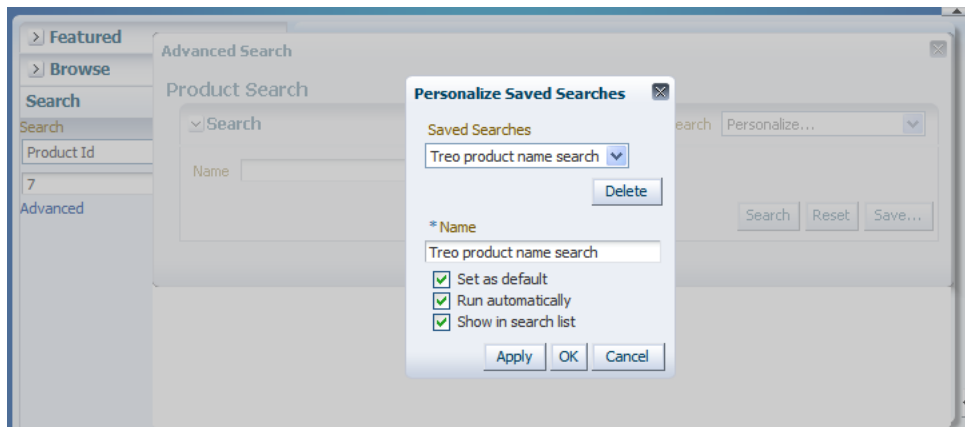 Featured
Browse
Search
Search
Product Id
7
Advanced
Advanced Search
Product Search
Search
earch Personalize...
Name
Search Reset Save...
Personalize Saved Searches
Saved Searches
Treo product name search
Delete
* Name
Treo product name search
Set as default
Run automatically
Show in search list
Apply OK Cancel